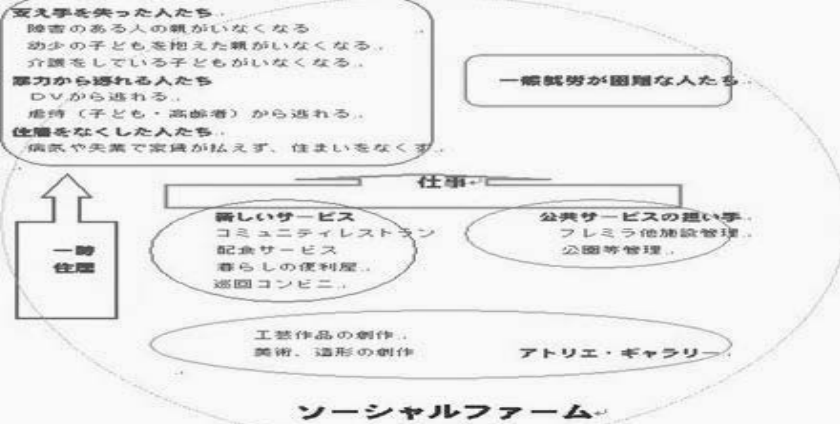 支え手を失った人たち
障害のある人の親がいなくなる
幼少の子どもを抱えた親がいなくなる
介護をしている子どもがいなくなる
暴力から逃れる人たち
DVから逃れる
虐待(子ども・高齢者)から逃れる
住居をなくした人たち
病気や失業で家賃が払えず、住まいをなくす
一般就労が困難な人たち
仕事
一時
住居
新しいサービス
コミュニティレストラン
配食サービス
暮らしの便利屋
巡回コンビニ
公共サービスの担い手
フレミラ他施設管理
公園等管理
工芸作品の創作
美術、造形の創作
アトリエ・ギャラリー
ソーシャルファーム